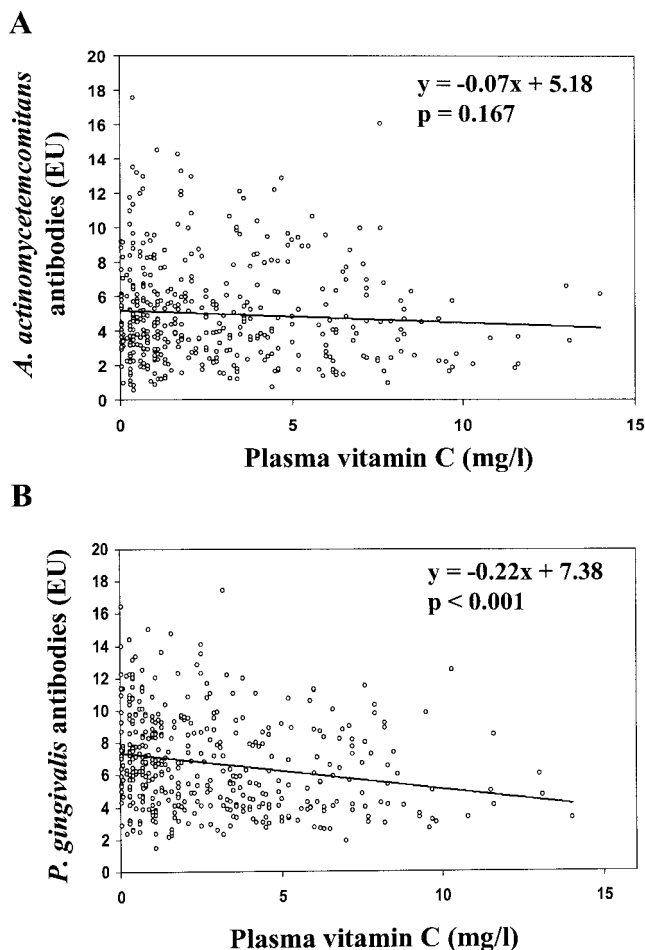 A
20
18
16
14
12
10
8
6
4
2
0
A. actinomycetemcomitans
antibodies (EU)
y = -0.07x + 5.18
p = 0.167
0 5 10 15
Plasma vitamin C (mg/l)
B
20
18
16
14
12
10
8
6
4
2
0
P. gingivalis antibodies (EU)
y = -0.22x + 7.38
p < 0.001
0 5 10 15
Plasma vitamin C (mg/l)